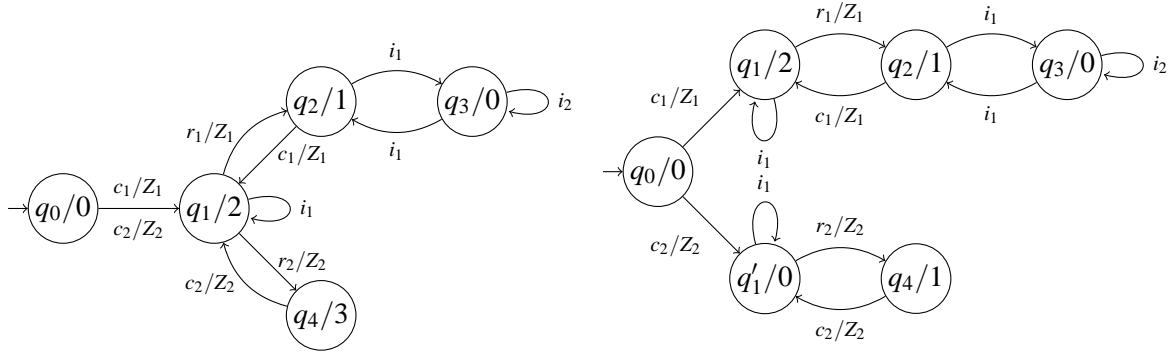 q₀/0
c₁/Z₁
c₂/Z₂
q₁/2
i₁
r₁/Z₁
c₁/Z₁
q₂/1
i₁
i₁
q₃/0
i₂
r₂/Z₂
c₂/Z₂
q₄/3
q₀/0
c₁/Z₁
c₂/Z₂
q₁/2
i₁
r₁/Z₁
c₁/Z₁
q₂/1
i₁
i₁
q₃/0
i₂
i₁
q′₁/0
r₂/Z₂
c₂/Z₂
q₄/1